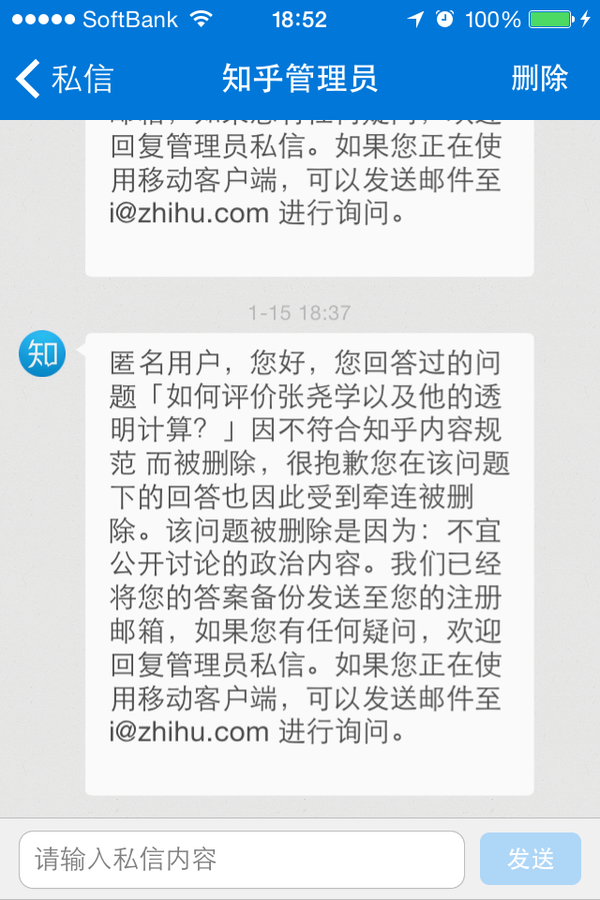 SoftBank 18:52 100%
私信 知乎管理员 删除
回复管理员私信。如果您正在使
用移动客户端，可以发送邮件至
i@zhihu.com 进行询问。
1-15 18:37
知
匿名用户，您好，您回答过的问
题「如何评价张尧学以及他的透
明计算？」因不符合知乎内容规
范 而被删除，很抱歉您在该问题
下的回答也因此受到牵连被删
除。该问题被删除是因为：不宜
公开讨论的政治内容。我们已经
将您的答案备份发送至您的注册
邮箱，如果您有任何疑问，欢迎
回复管理员私信。如果您正在使
用移动客户端，可以发送邮件至
i@zhihu.com 进行询问。
请输入私信内容 发送